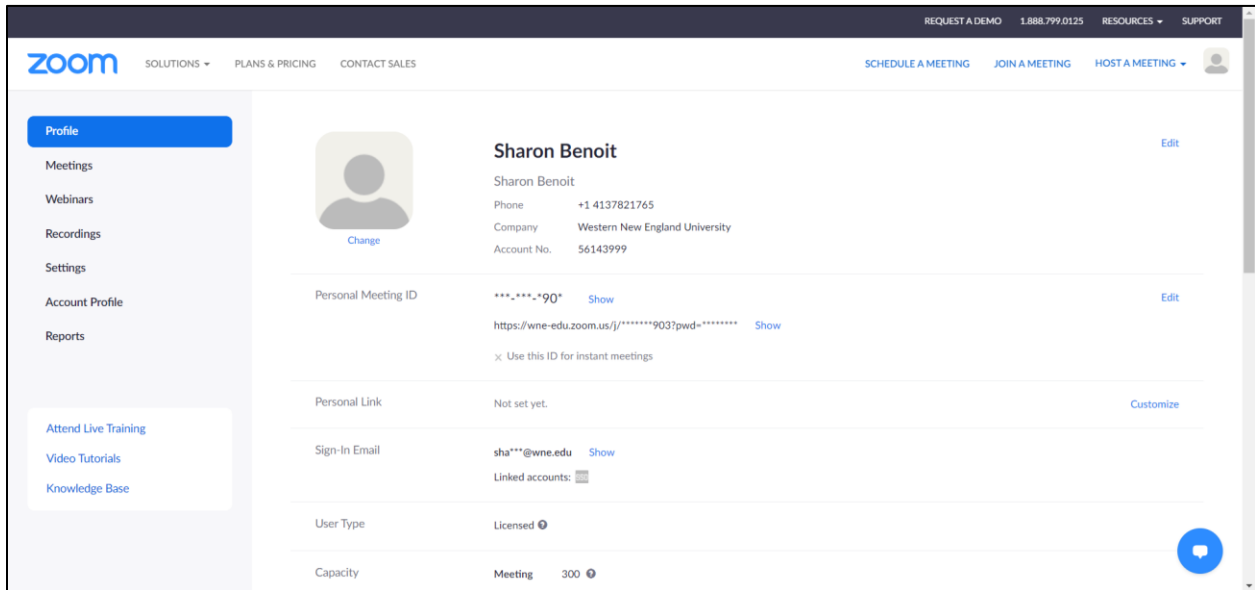 REQUEST A DEMO 1.888.799.0125 RESOURCES SUPPORT
zoom SOLUTIONS PLANS & PRICING CONTACT SALES SCHEDULE A MEETING JOIN A MEETING HOST A MEETING
Profile
Meetings
Webinars
Recordings
Settings
Account Profile
Reports
Attend Live Training
Video Tutorials
Knowledge Base
Change
Sharon Benoit
Edit
Sharon Benoit
Phone +1 4137821765
Company Western New England University
Account No. 56143999
Personal Meeting ID ***-***-*90* Show Edit
https://wne-edu.zoom.us/j/*******903?pwd=******** Show
× Use this ID for instant meetings
Personal Link Not set yet. Customize
Sign-In Email sha***@wne.edu Show
Linked accounts:
User Type Licensed
Capacity Meeting 300